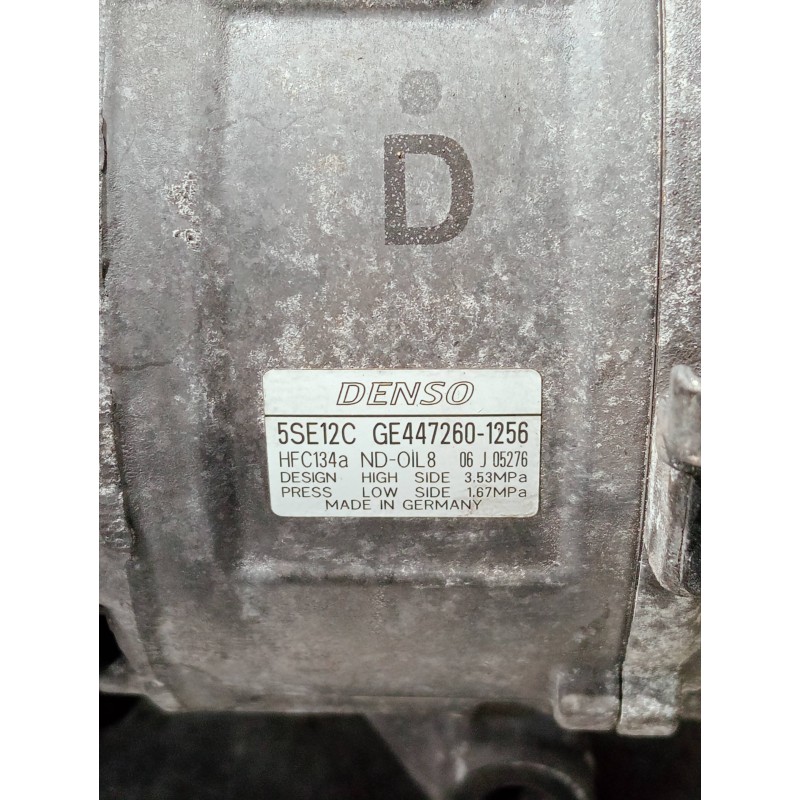 D
DENSO
5SE12C GE447260-1256
HFC134a ND-OIL8 06 J 05276
DESIGN HIGH SIDE 3.53MPa
PRESS LOW SIDE 1.67MPa
MADE IN GERMANY